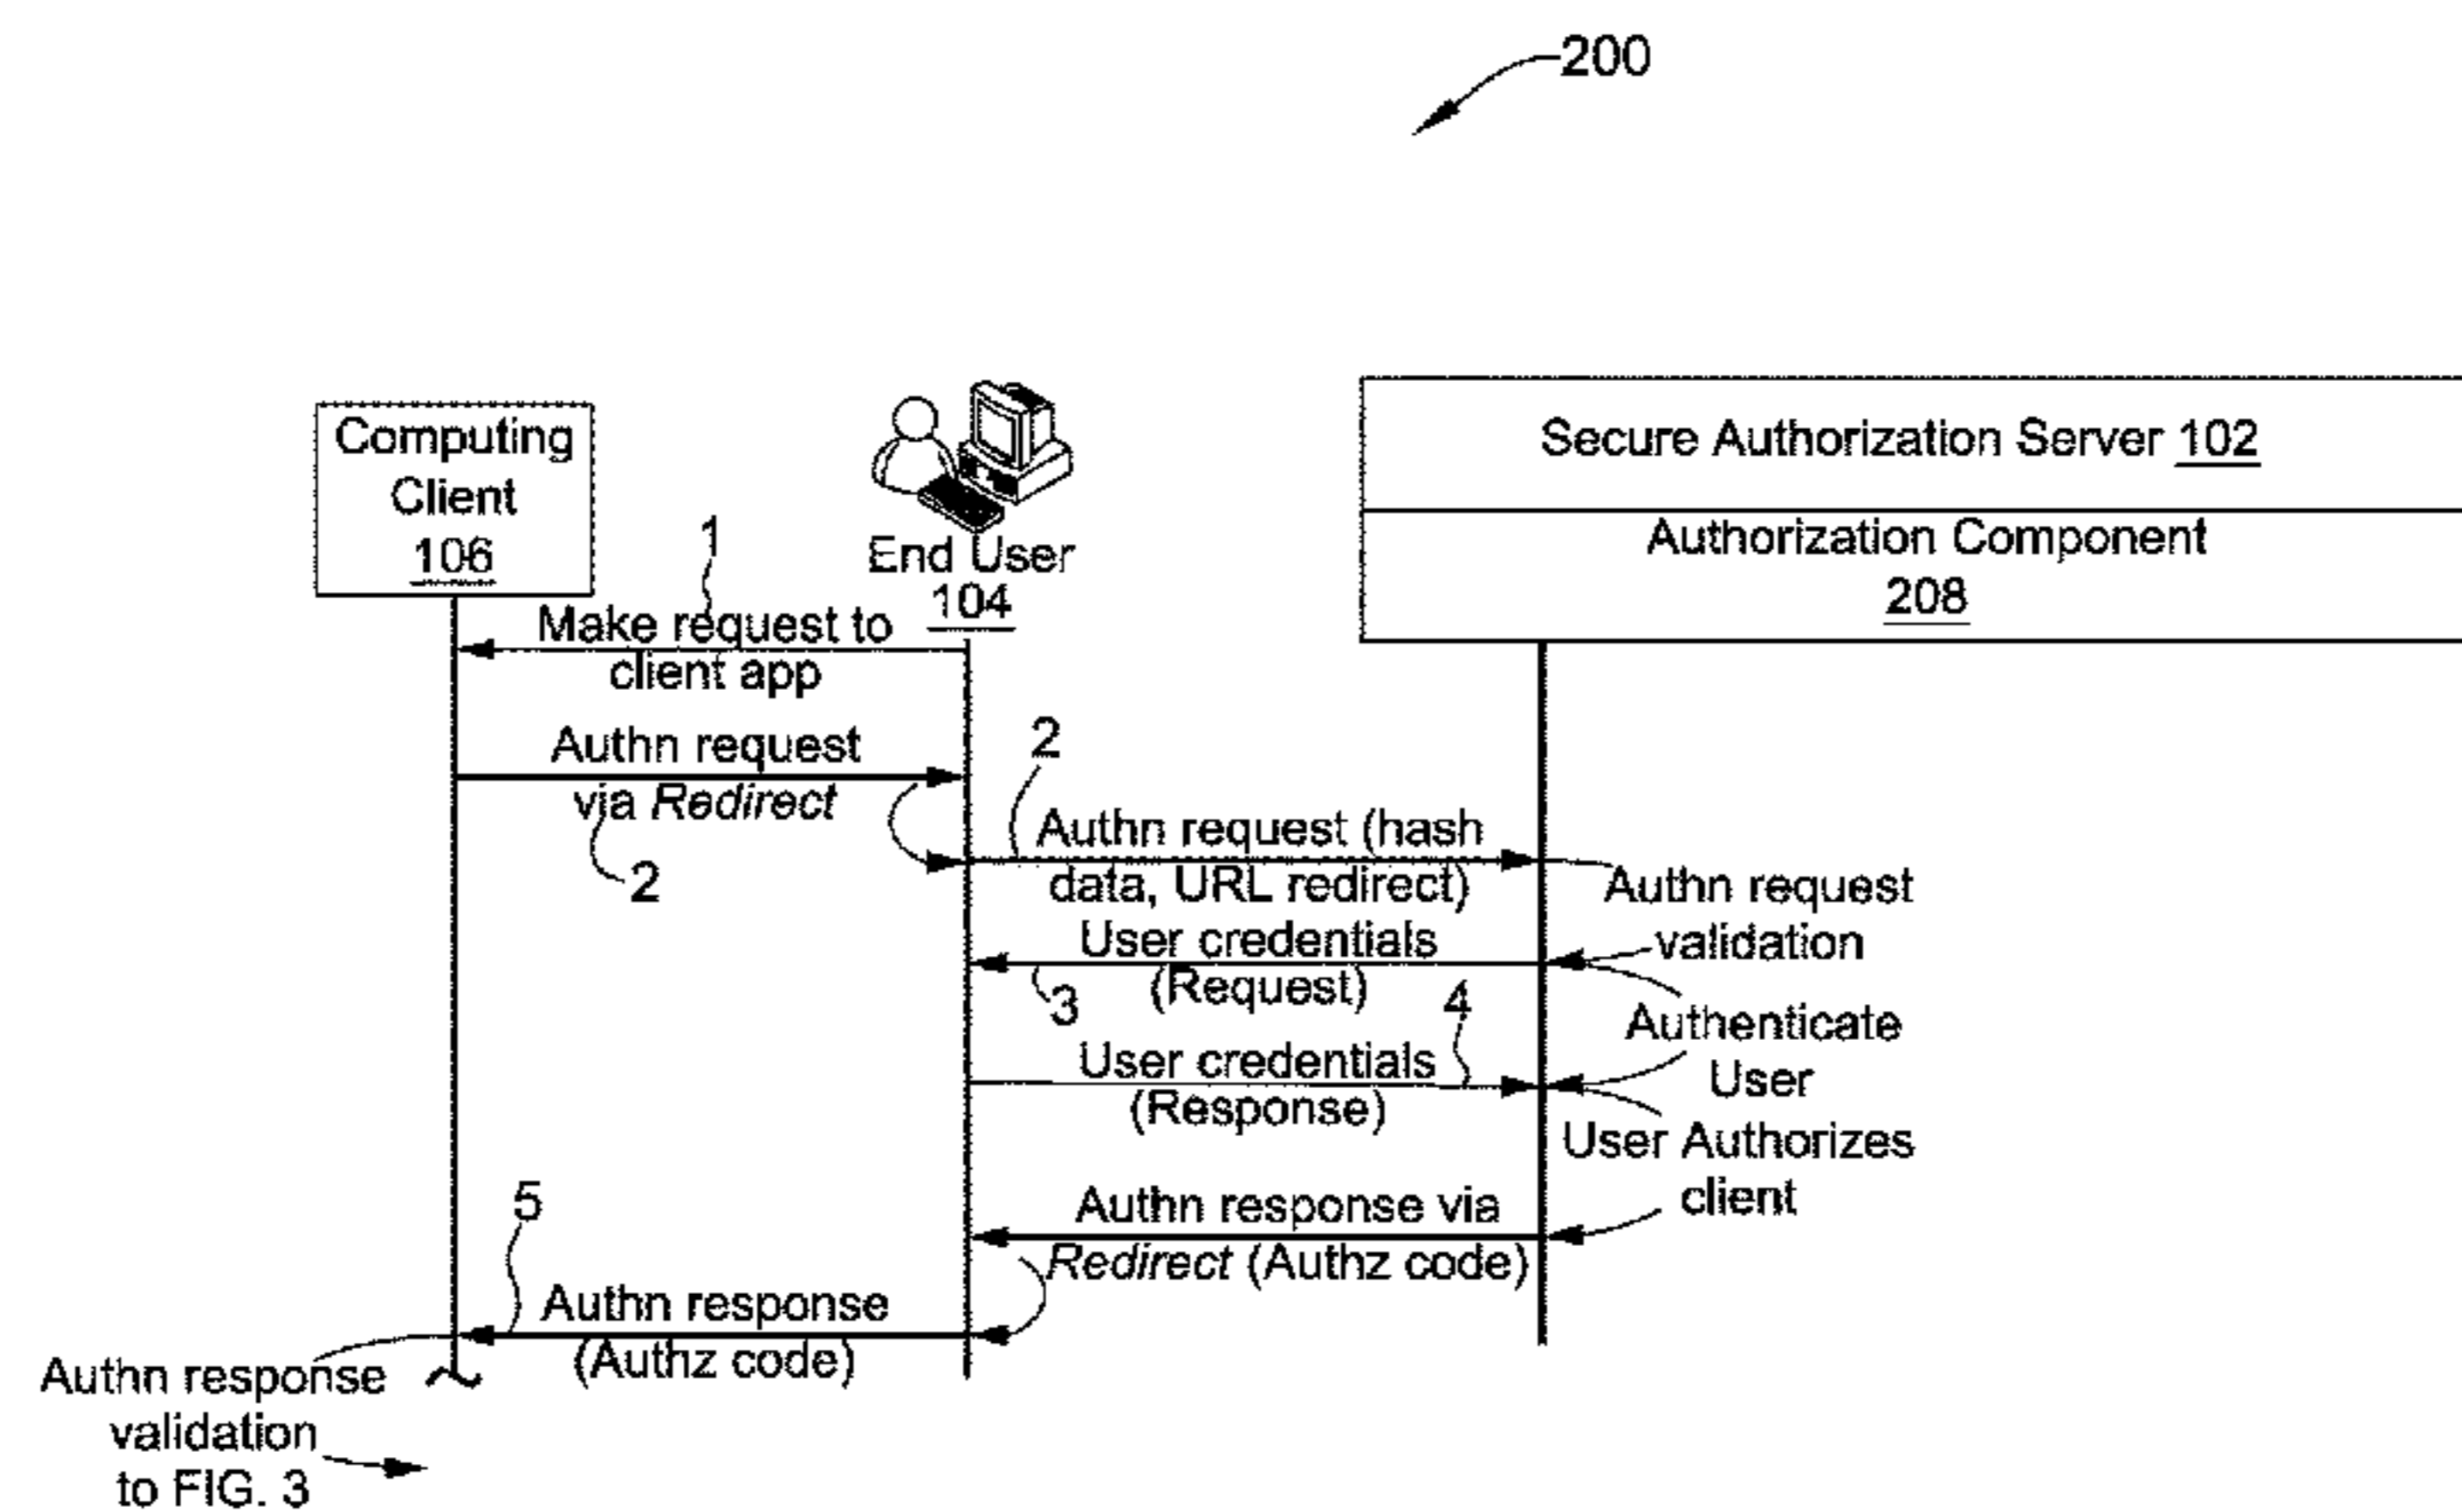 200
Computing
Client
106
End User
104
Secure Authorization Server 102
Authorization Component
208
1
Make request to
client app
Authn request
via Redirect
2
2
Authn request (hash
data, URL redirect)
Authn request
validation
User credentials
(Request)
3
4
Authenticate
User
User credentials
(Response)
User Authorizes
client
Authn response via
Redirect (Authz code)
5
Authn response
(Authz code)
Authn response
validation
to FIG. 3